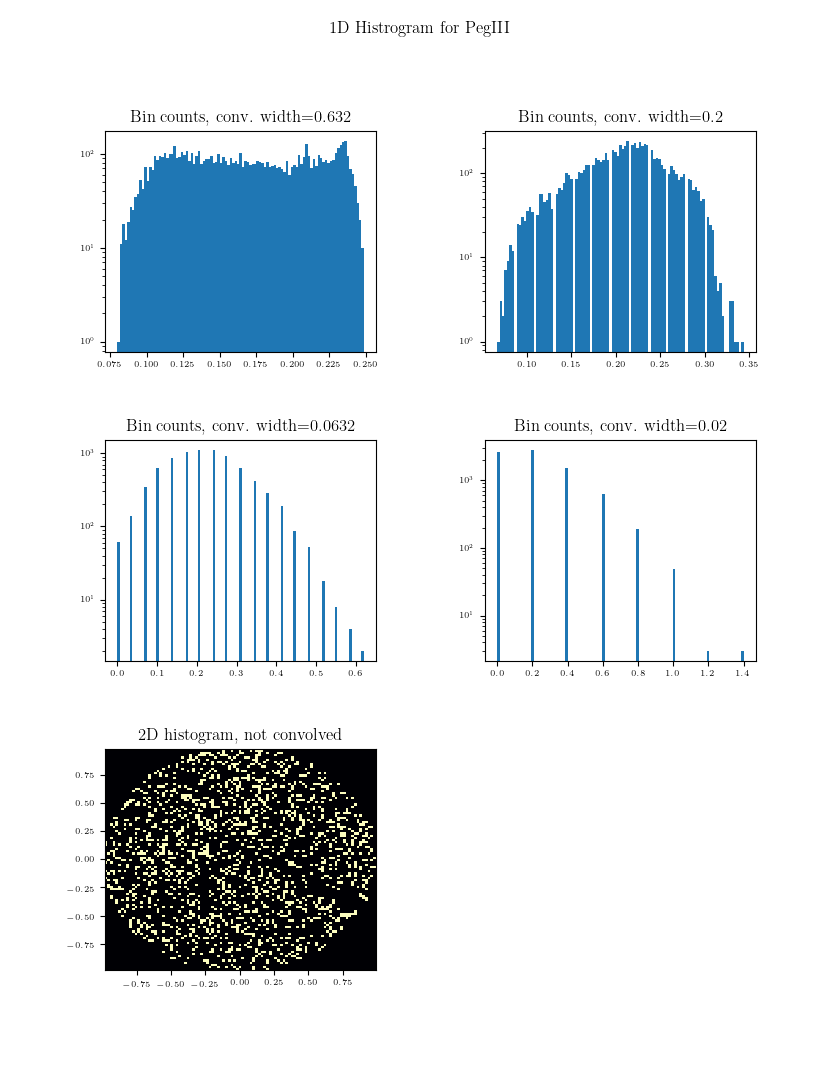 1D Histrogram for PegIII
Bin counts, conv. width=0.632
10²
10¹
10⁰
0.075 0.100 0.125 0.150 0.175 0.200 0.225 0.250
Bin counts, conv. width=0.2
10²
10¹
10⁰
0.10 0.15 0.20 0.25 0.30 0.35
Bin counts, conv. width=0.0632
10³
10²
10¹
0.0 0.1 0.2 0.3 0.4 0.5 0.6
Bin counts, conv. width=0.02
10³
10²
10¹
0.0 0.2 0.4 0.6 0.8 1.0 1.2 1.4
2D histogram, not convolved
0.75
0.50
0.25
0.00
−0.25
−0.50
−0.75
−0.75 −0.50 −0.25 0.00 0.25 0.50 0.75